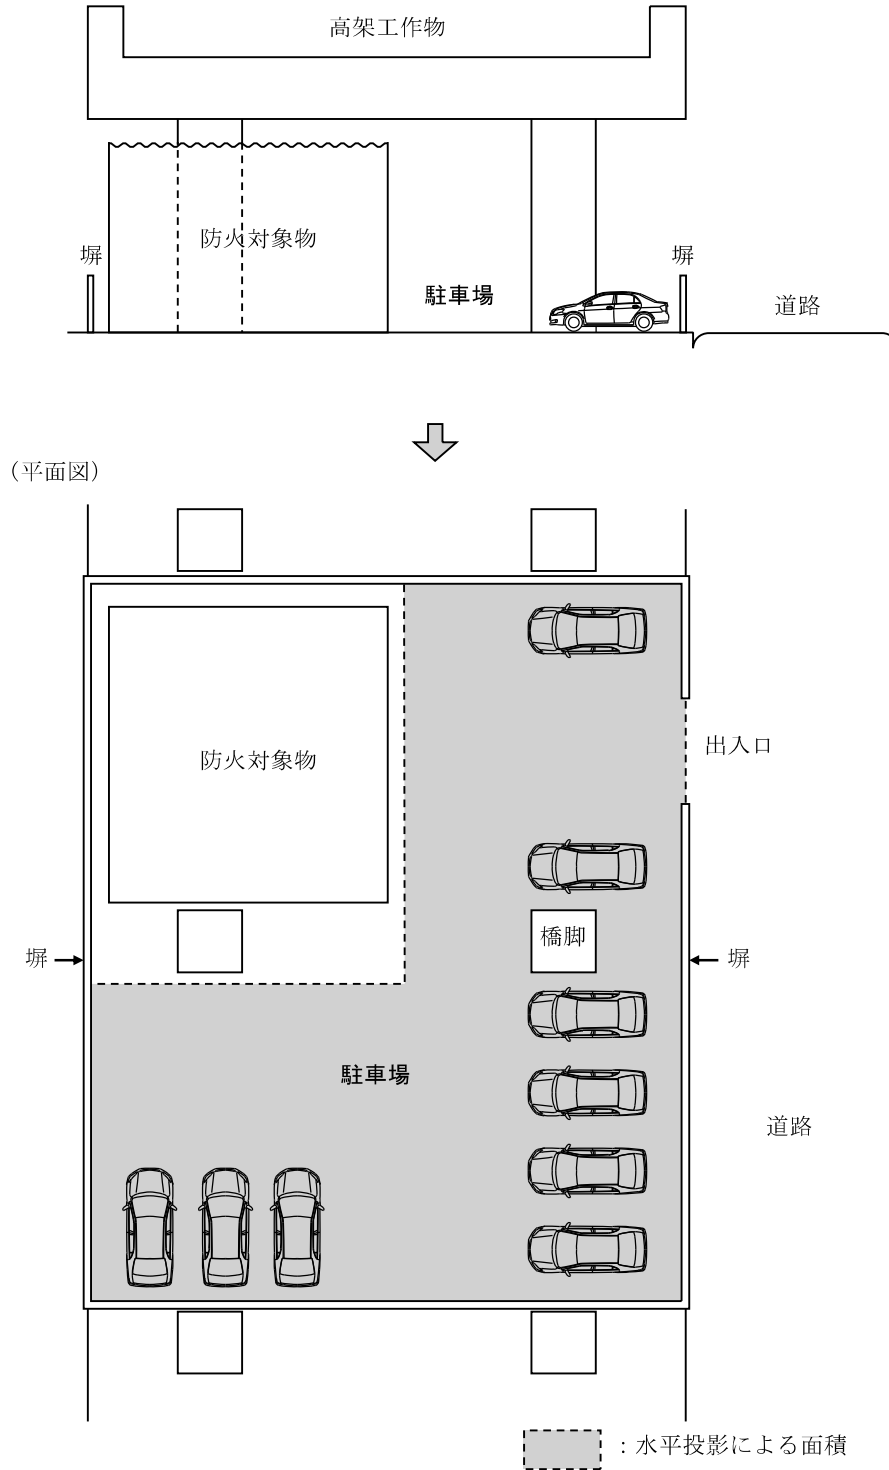 高架工作物
防火対象物
塀
塀
駐車場
道路
（平面図）
防火対象物
出入口
橋脚
塀
塀
駐車場
道路
：水平投影による面積